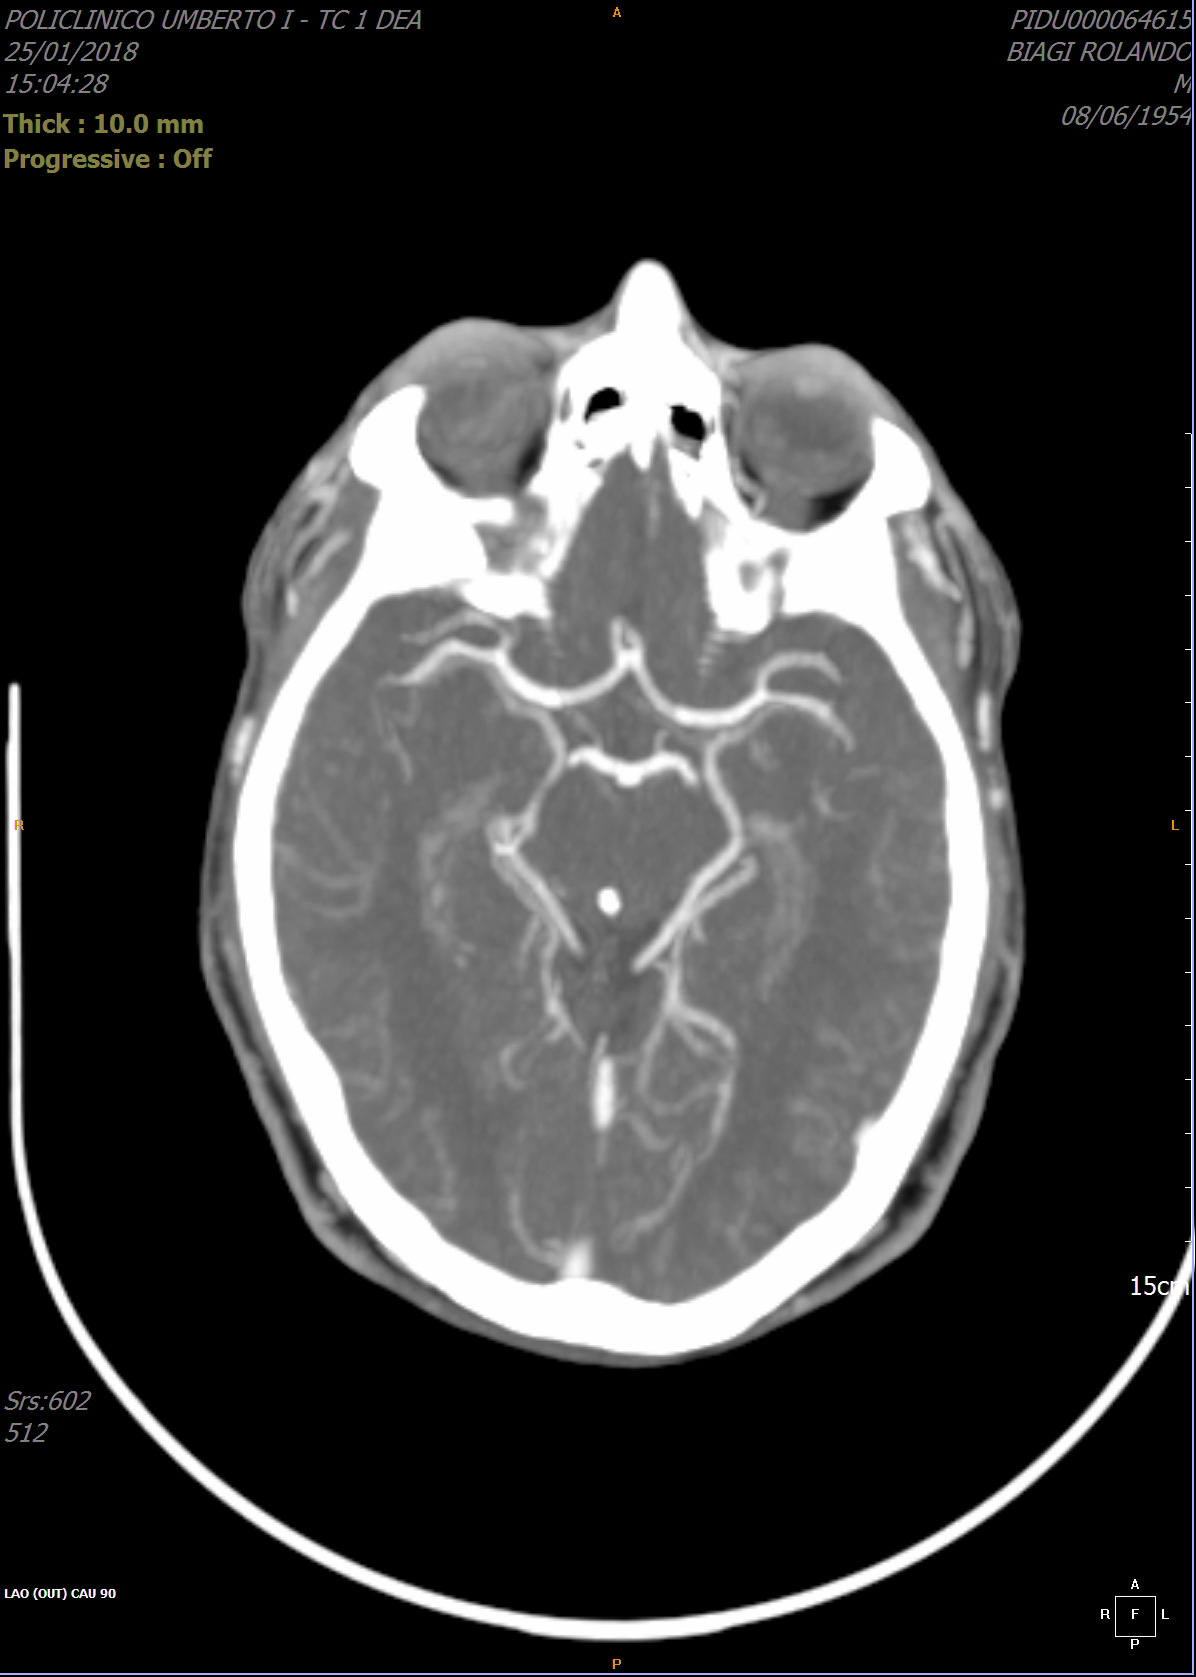 POLICLINICO UMBERTO I - TC 1 DEA
25/01/2018
15:04:28
Thick : 10.0 mm
Progressive : Off
A
PIDU000064615
BIAGI ROLANDO
M
08/06/1954
R
L
15cm
Srs:602
512
LAO (OUT) CAU 90
P
A
R F L
P